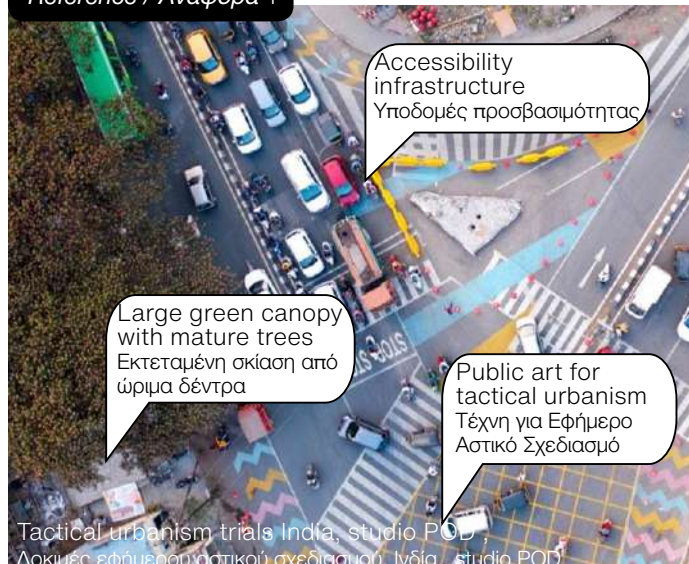 Reference / Αναφορά 1
Accessibility
infrastructure
Υποδομές προσβασιμότητας
Large green canopy
with mature trees
Εκτεταμένη σκίαση από
ώριμα δέντρα
Public art for
tactical urbanism
Τέχνη για Εφήμερο
Αστικό Σχεδιασμό
STOP
Tactical urbanism trials India, studio POD ,
Δοκιμές εφήμερου αστικού σχεδιασμού, Ινδία , studio POD